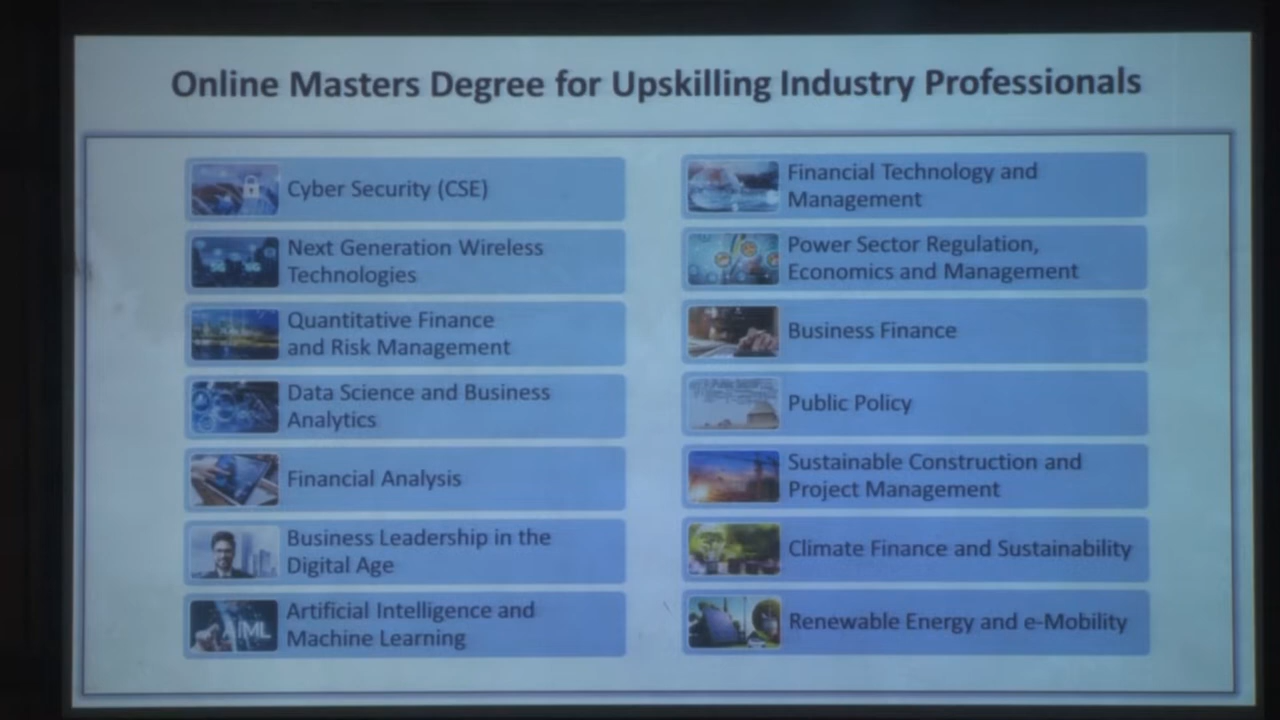 Online Masters Degree for Upskilling Industry Professionals
Cyber Security (CSE)
Next Generation Wireless
Technologies
Quantitative Finance
and Risk Management
Data Science and Business
Analytics
Financial Analysis
Business Leadership in the
Digital Age
Artificial Intelligence and
Machine Learning
Financial Technology and
Management
Power Sector Regulation,
Economics and Management
Business Finance
Public Policy
Sustainable Construction and
Project Management
Climate Finance and Sustainability
Renewable Energy and e-Mobility